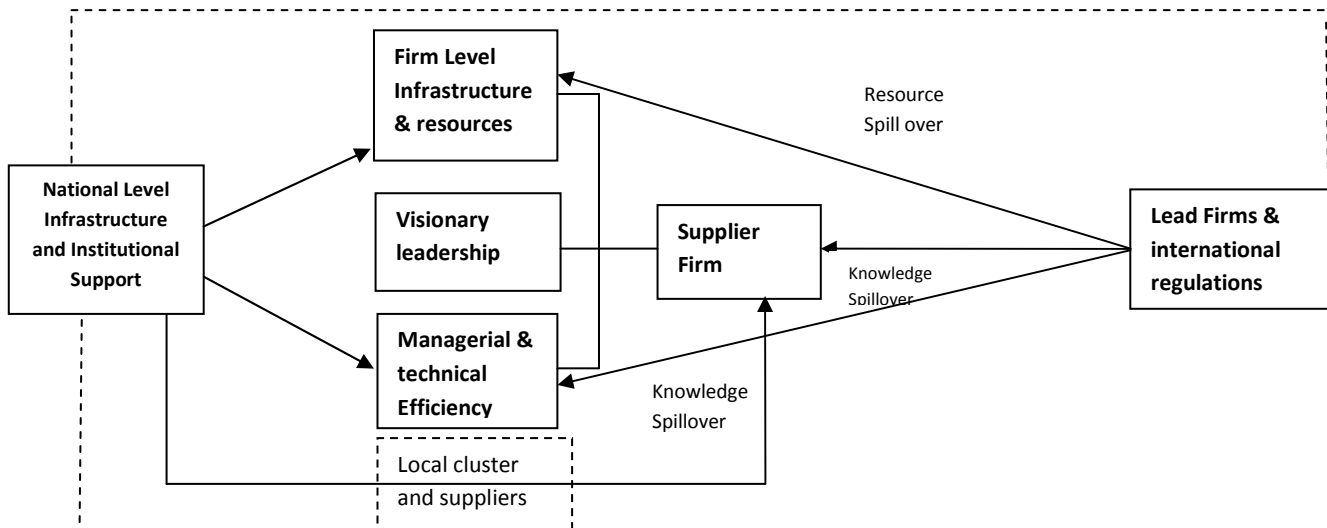 Firm Level
Infrastructure
& resources
Resource
Spill over
National Level
Infrastructure
and Institutional
Support
Visionary
leadership
Supplier
Firm
Lead Firms &
international
regulations
Knowledge
Spillover
Managerial &
technical
Efficiency
Knowledge
Spillover
Local cluster
and suppliers